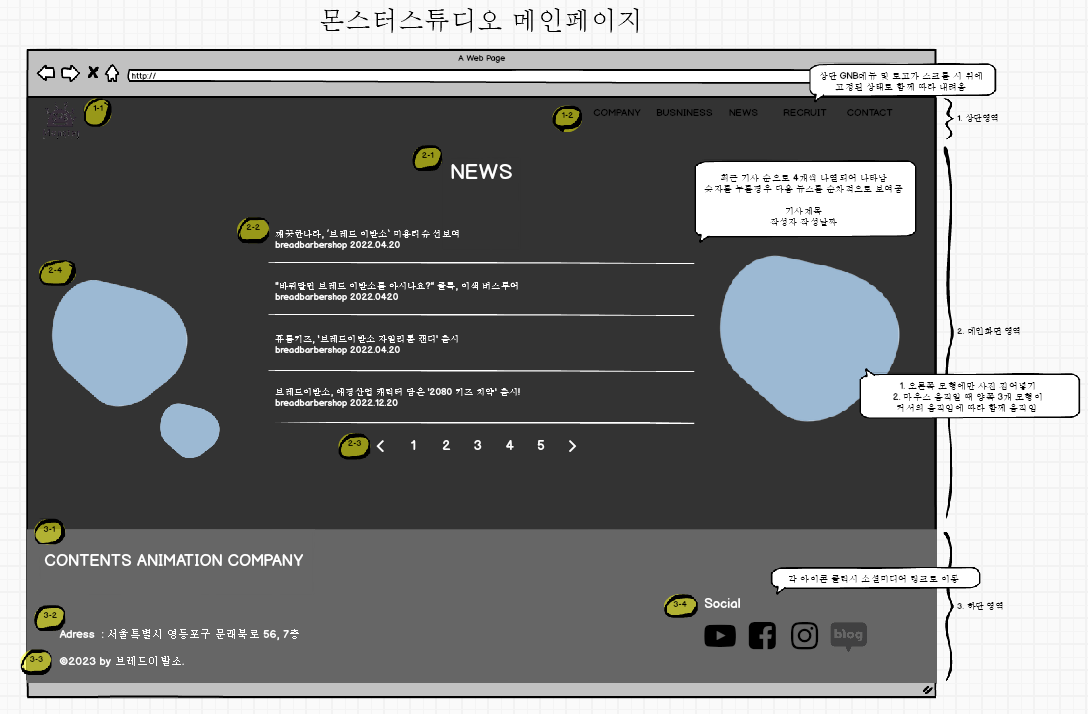 몬스터스튜디오 메인페이지
A Web Page
http://
상단 GNB메뉴 및 로고가 스크롤 시 위에
고정된 상태로 함께 따라 내려옴
1-1
1-2
COMPANY
BUSNINESS
NEWS
RECRUIT
CONTACT
1. 상단영역
2-1
NEWS
최근 기사 순으로 4개씩 나열되어 나타남
숫자를 누를경우 다음 뉴스를 순차적으로 보여줌
기사제목
작성자 작성날짜
2-2
깨끗한나라, '브레드 이발소' 미용티슈 선보여
breadbarbershop 2022.04.20
2-4
"바퀴달린 브레드 이발소를 아시나요?" 쿨룩, 이색 버스투어
breadbarbershop 2022.0420
퓨롬키즈, '브레드이발소 자일리톨 캔디' 출시
breadbarbershop 2022.04.20
2. 메인화면 영역
브레드이발소, 애경산업 캐릭터 담은 '2080 키즈 치약' 출시!
breadbarbershop 2022.12.20
1. 오른쪽 도형에만 사진 집어넣기
2. 마우스 움직일 때 양쪽 3개 도형이
커서의 움직임에 따라 함께 움직임
2-3
1 2 3 4 5
3-1
CONTENTS ANIMATION COMPANY
각 아이콘 클릭시 소셜미디어 링크로 이동
3-4
Social
3. 하단 영역
3-2
Adress : 서울특별시 영등포구 문래북로 56, 7층
blog
3-3
©2023 by 브레드이발소.